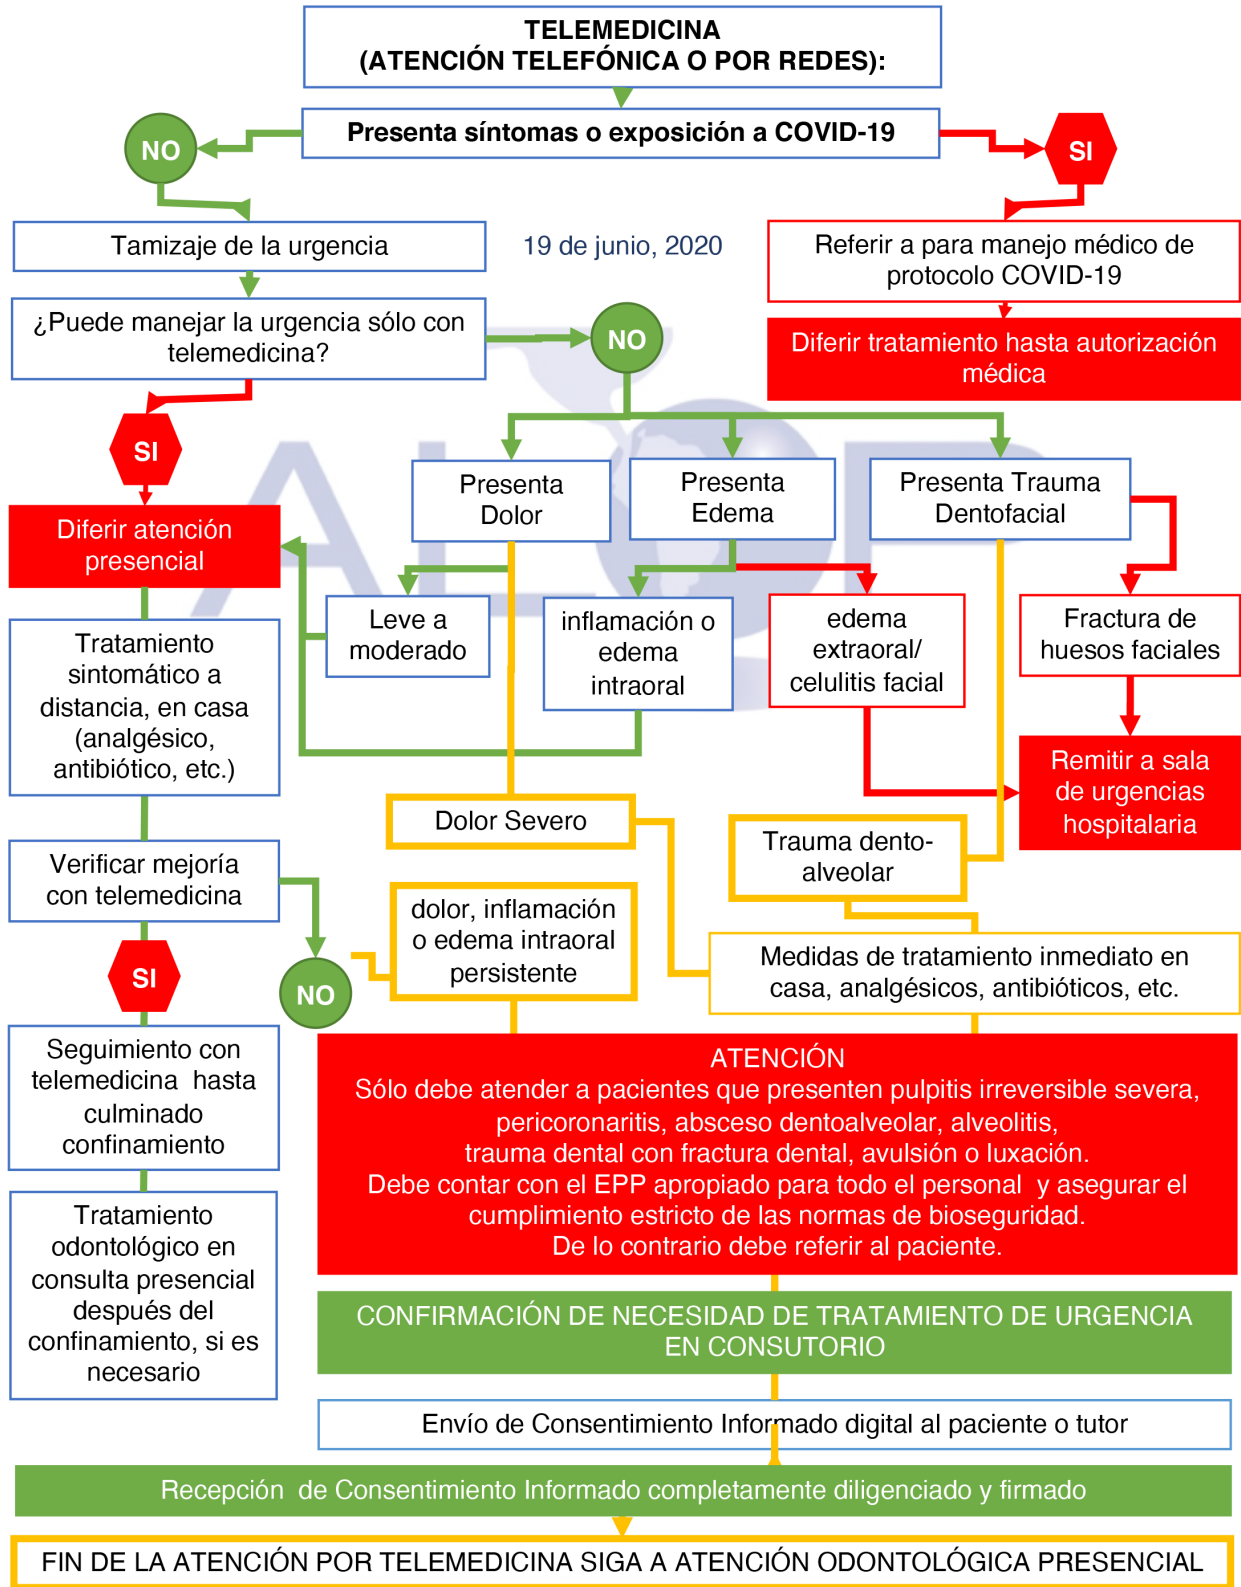 TELEMEDICINA
(ATENCIÓN TELEFÓNICA O POR REDES):
Presenta síntomas o exposición a COVID-19
NO
SI
Tamizaje de la urgencia
19 de junio, 2020
Referir a para manejo médico de
protocolo COVID-19
¿Puede manejar la urgencia sólo con
telemedicina?
NO
Diferir tratamiento hasta autorización
médica
SI
Presenta
Dolor
Presenta
Edema
Presenta Trauma
Dentofacial
Diferir atención
presencial
Leve a
moderado
inflamación o
edema
intraoral
edema
extraoral/
celulitis facial
Fractura de
huesos faciales
Tratamiento
sintomático a
distancia, en casa
(analgésico,
antibiótico, etc.)
Remitir a sala
de urgencias
hospitalaria
Dolor Severo
Trauma dento-
alveolar
Verificar mejoría
con telemedicina
dolor, inflamación
o edema intraoral
persistente
Medidas de tratamiento inmediato en
casa, analgésicos, antibióticos, etc.
SI
NO
Seguimiento con
telemedicina  hasta
culminado
confinamiento
ATENCIÓN
Sólo debe atender a pacientes que presenten pulpitis irreversible severa,
pericoronaritis, absceso dentoalveolar, alveolitis,
trauma dental con fractura dental, avulsión o luxación.
Debe contar con el EPP apropiado para todo el personal  y asegurar el
cumplimiento estricto de las normas de bioseguridad.
De lo contrario debe referir al paciente.
Tratamiento
odontológico en
consulta presencial
después del
confinamiento, si es
necesario
CONFIRMACIÓN DE NECESIDAD DE TRATAMIENTO DE URGENCIA
EN CONSUTORIO
Envío de Consentimiento Informado digital al paciente o tutor
Recepción  de Consentimiento Informado completamente diligenciado y firmado
FIN DE LA ATENCIÓN POR TELEMEDICINA SIGA A ATENCIÓN ODONTOLÓGICA PRESENCIAL
ALOP